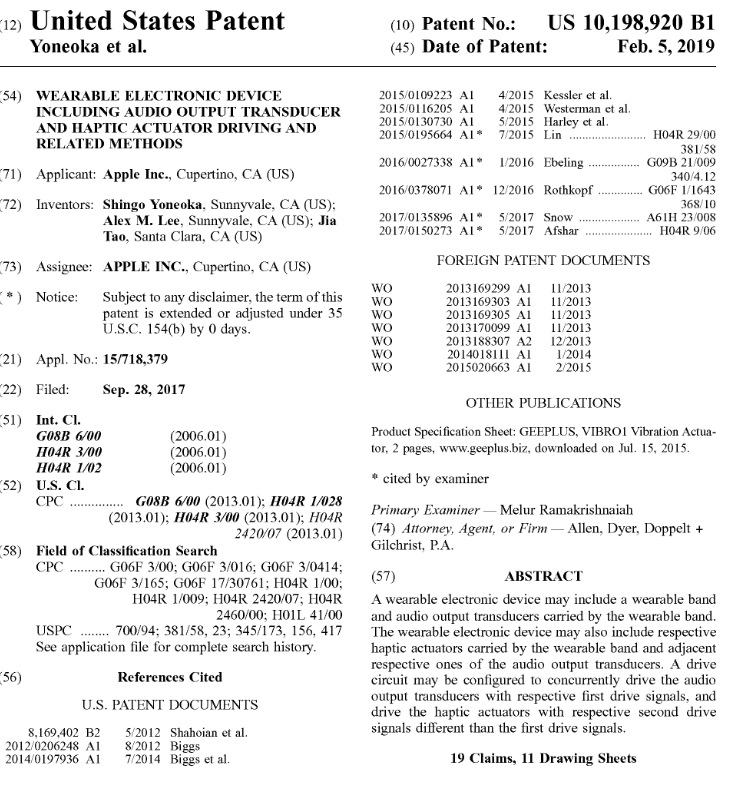 (12) United States Patent
Yoneoka et al.
(10) Patent No.: US 10,198,920 B1
(45) Date of Patent: Feb. 5, 2019
(54) WEARABLE ELECTRONIC DEVICE
INCLUDING AUDIO OUTPUT TRANSDUCER
AND HAPTIC ACTUATOR DRIVING AND
RELATED METHODS
(71) Applicant: Apple Inc., Cupertino, CA (US)
(72) Inventors: Shingo Yoneoka, Sunnyvale, CA (US);
Alex M. Lee, Sunnyvale, CA (US); Jia
Tao, Santa Clara, CA (US)
(73) Assignee: APPLE INC., Cupertino, CA (US)
( * ) Notice: Subject to any disclaimer, the term of this
patent is extended or adjusted under 35
U.S.C. 154(b) by 0 days.
(21) Appl. No.: 15/718,379
(22) Filed: Sep. 28, 2017
(51) Int. Cl.
G08B 6/00 (2006.01)
H04R 3/00 (2006.01)
H04R 1/02 (2006.01)
(52) U.S. Cl.
CPC ............... G08B 6/00 (2013.01); H04R 1/028
(2013.01); H04R 3/00 (2013.01); H04R
2420/07 (2013.01)
(58) Field of Classification Search
CPC .......... G06F 3/00; G06F 3/016; G06F 3/0414;
G06F 3/165; G06F 17/30761; H04R 1/00;
H04R 1/009; H04R 2420/07; H04R
2460/00; H01L 41/00
USPC ........ 700/94; 381/58, 23; 345/173, 156, 417
See application file for complete search history.
(56) References Cited
U.S. PATENT DOCUMENTS
8,169,402 B2 5/2012 Shahoian et al.
2012/0206248 A1 8/2012 Biggs
2014/0197936 A1 7/2014 Biggs et al.
2015/0109223 A1 4/2015 Kessler et al.
2015/0116205 A1 4/2015 Westerman et al.
2015/0130730 A1 5/2015 Harley et al.
2015/0195664 A1* 7/2015 Lin ........................ H04R 29/00
381/58
2016/0027338 A1* 1/2016 Ebeling ................ G09B 21/009
340/4.12
2016/0378071 A1* 12/2016 Rothkopf .............. G06F 1/1643
368/10
2017/0135896 A1* 5/2017 Snow .................... A61H 23/008
2017/0150273 A1* 5/2017 Afshar ..................... H04R 9/06
FOREIGN PATENT DOCUMENTS
WO 2013169299 A1 11/2013
WO 2013169303 A1 11/2013
WO 2013169305 A1 11/2013
WO 2013170099 A1 11/2013
WO 2013188307 A2 12/2013
WO 2014018111 A1 1/2014
WO 2015020663 A1 2/2015
OTHER PUBLICATIONS
Product Specification Sheet: GEEPLUS, VIBRO1 Vibration Actua-
tor, 2 pages, www.geeplus.biz, downloaded on Jul. 15, 2015.
* cited by examiner
Primary Examiner — Melur Ramakrishnaiah
(74) Attorney, Agent, or Firm — Allen, Dyer, Doppelt +
Gilchrist, P.A.
(57) ABSTRACT
A wearable electronic device may include a wearable band
and audio output transducers carried by the wearable band.
The wearable electronic device may also include respective
haptic actuators carried by the wearable band and adjacent
respective ones of the audio output transducers. A drive
circuit may be configured to concurrently drive the audio
output transducers with respective first drive signals, and
drive the haptic actuators with respective second drive
signals different than the first drive signals.
19 Claims, 11 Drawing Sheets